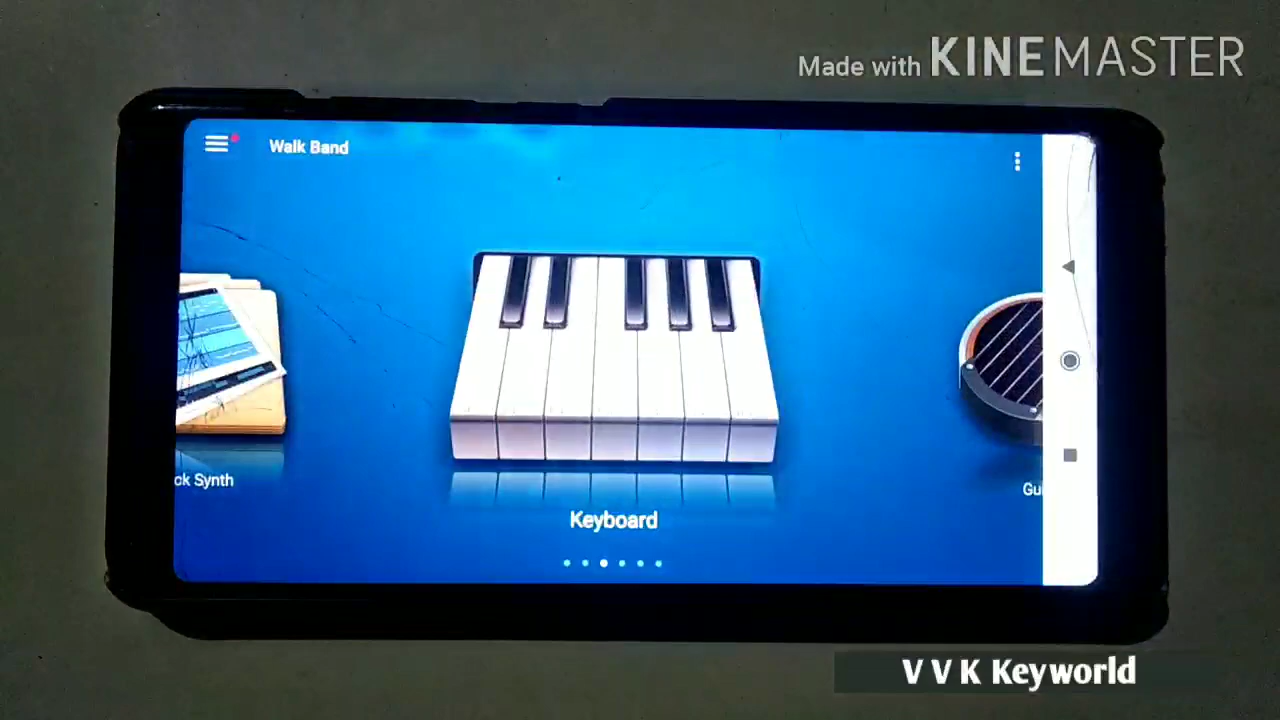 Made with KINEMASTER
Walk Band
ck Synth
Gu
Keyboard
V V K Keyworld